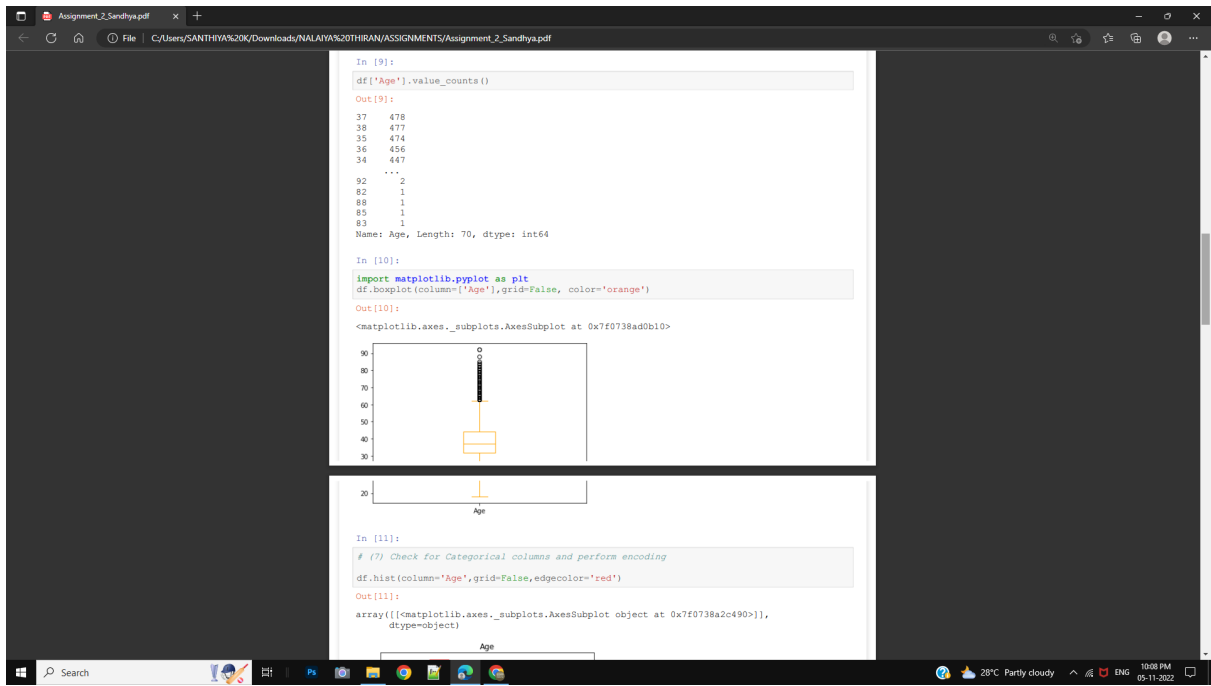 Assignment_2_Sandhya.pdf
File | C:/Users/SANTHIYA%20K/Downloads/NALAIYA%20THIRAN/ASSIGNMENTS/Assignment_2_Sandhya.pdf
In [9]:
df['Age'].value_counts()
Out[9]:
37 478
38 477
35 474
36 456
34 447
...
92 2
82 1
88 1
85 1
83 1
Name: Age, Length: 70, dtype: int64
In [10]:
import matplotlib.pyplot as plt
df.boxplot(column=['Age'],grid=False, color='orange')
Out[10]:
<matplotlib.axes._subplots.AxesSubplot at 0x7f0738ad0b10>
90
80
70
60
50
40
30
20
Age
In [11]:
# (7) Check for Categorical columns and perform encoding
df.hist(column='Age',grid=False,edgecolor='red')
Out[11]:
array([[<matplotlib.axes._subplots.AxesSubplot object at 0x7f0738a2c490>]],
dtype=object)
Age
Search
Ps
28°C Partly cloudy
ENG
10:08 PM
05-11-2022